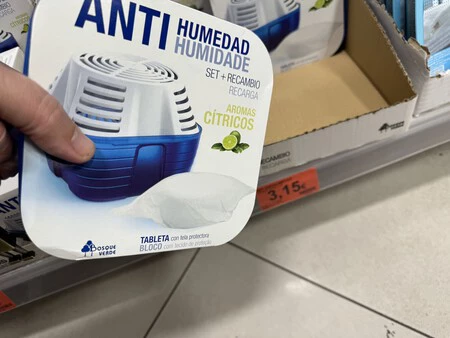 ANTI HUMEDAD
HUMIDADE
SET + RECAMBIO
RECARGA
AROMAS
CÍTRICOS
TABLETA con tela protectora
BLOCO com tecido de proteção
BOSQUE
VERDE
3,15€